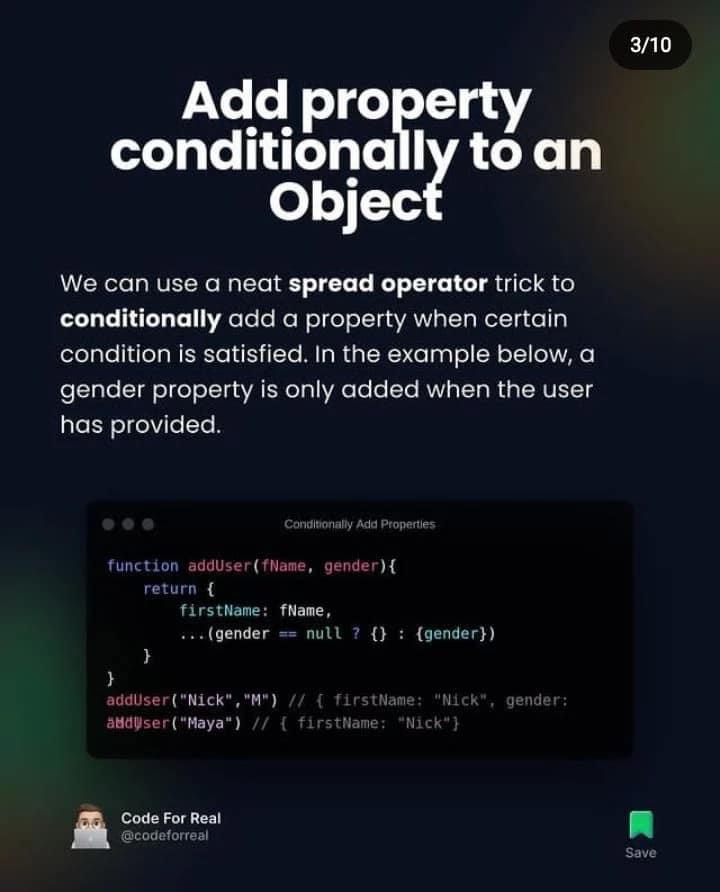 3/10
Add property
conditionally to an
Object
We can use a neat spread operator trick to
conditionally add a property when certain
condition is satisfied. In the example below, a
gender property is only added when the user
has provided.
Conditionally Add Properties
function addUser(fName, gender){
return {
firstName: fName,
...(gender == null ? {} : {gender})
}
}
addUser("Nick","M") // { firstName: "Nick", gender:
addUser("Maya") // { firstName: "Nick"}
Code For Real
@codeforreal
Save